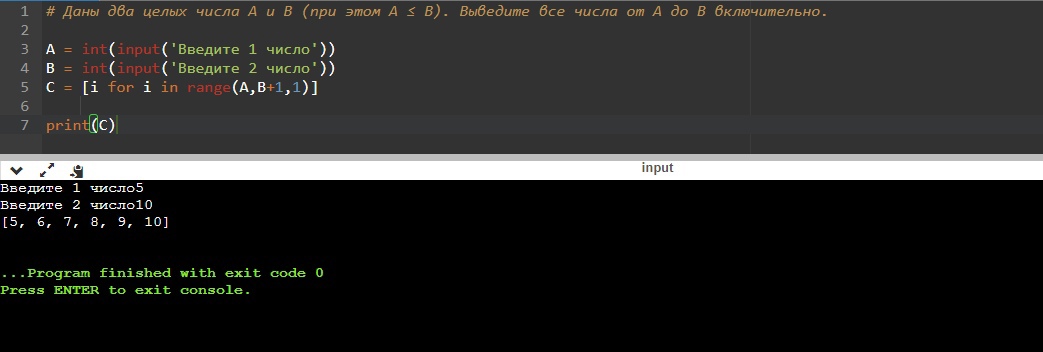 1 # Даны два целых числа A и B (при этом A ≤ B). Выведите все числа от A до B включительно.
2
3 A = int(input('Введите 1 число'))
4 B = int(input('Введите 2 число'))
5 C = [i for i in range(A,B+1,1)]
6
7 print(C)
input
Введите 1 число5
Введите 2 число10
[5, 6, 7, 8, 9, 10]
...Program finished with exit code 0
Press ENTER to exit console.